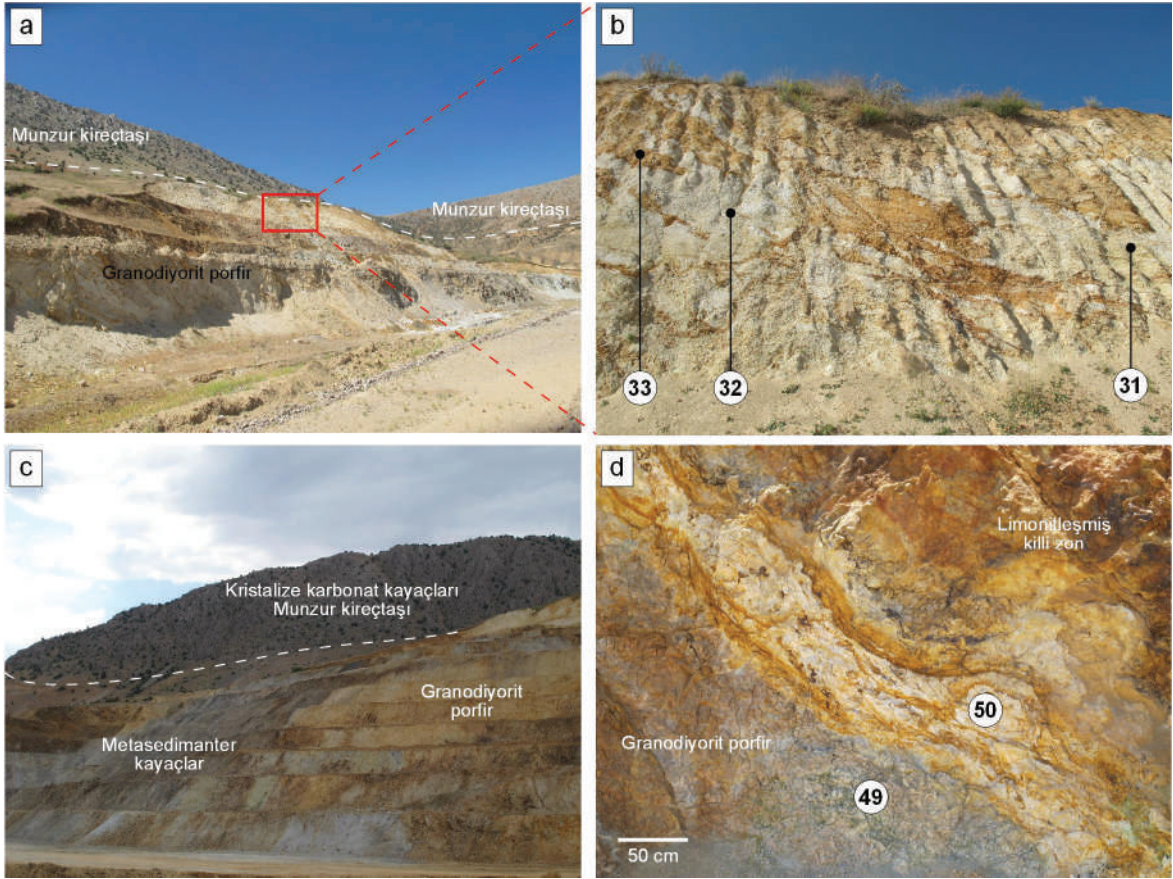 a
Munzur kireçtaşı
Munzur kireçtaşı
Granodiyorit porfir
b
33
32
31
c
Kristalize karbonat kayaçları
Munzur kireçtaşı
Granodiyorit
porfir
Metasedimanter
kayaçlar
d
Limonitleşmiş
killi zon
50
Granodiyorit porfir
49
50 cm